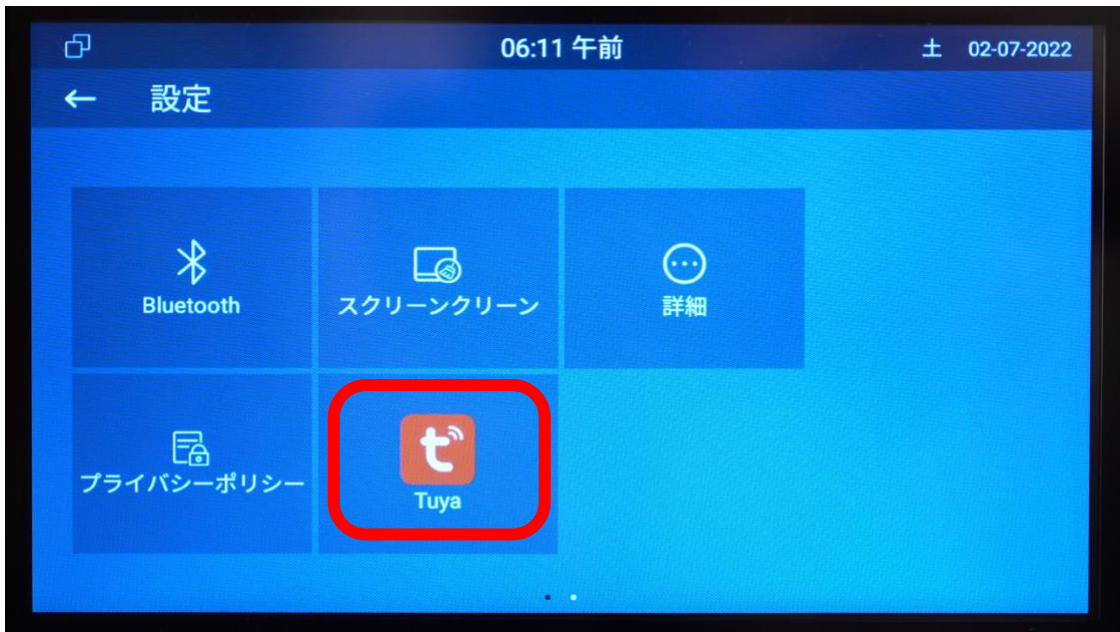 06:11 午前
土 02-07-2022
設定
Bluetooth
スクリーンクリーン
詳細
プライバシーポリシー
Tuya